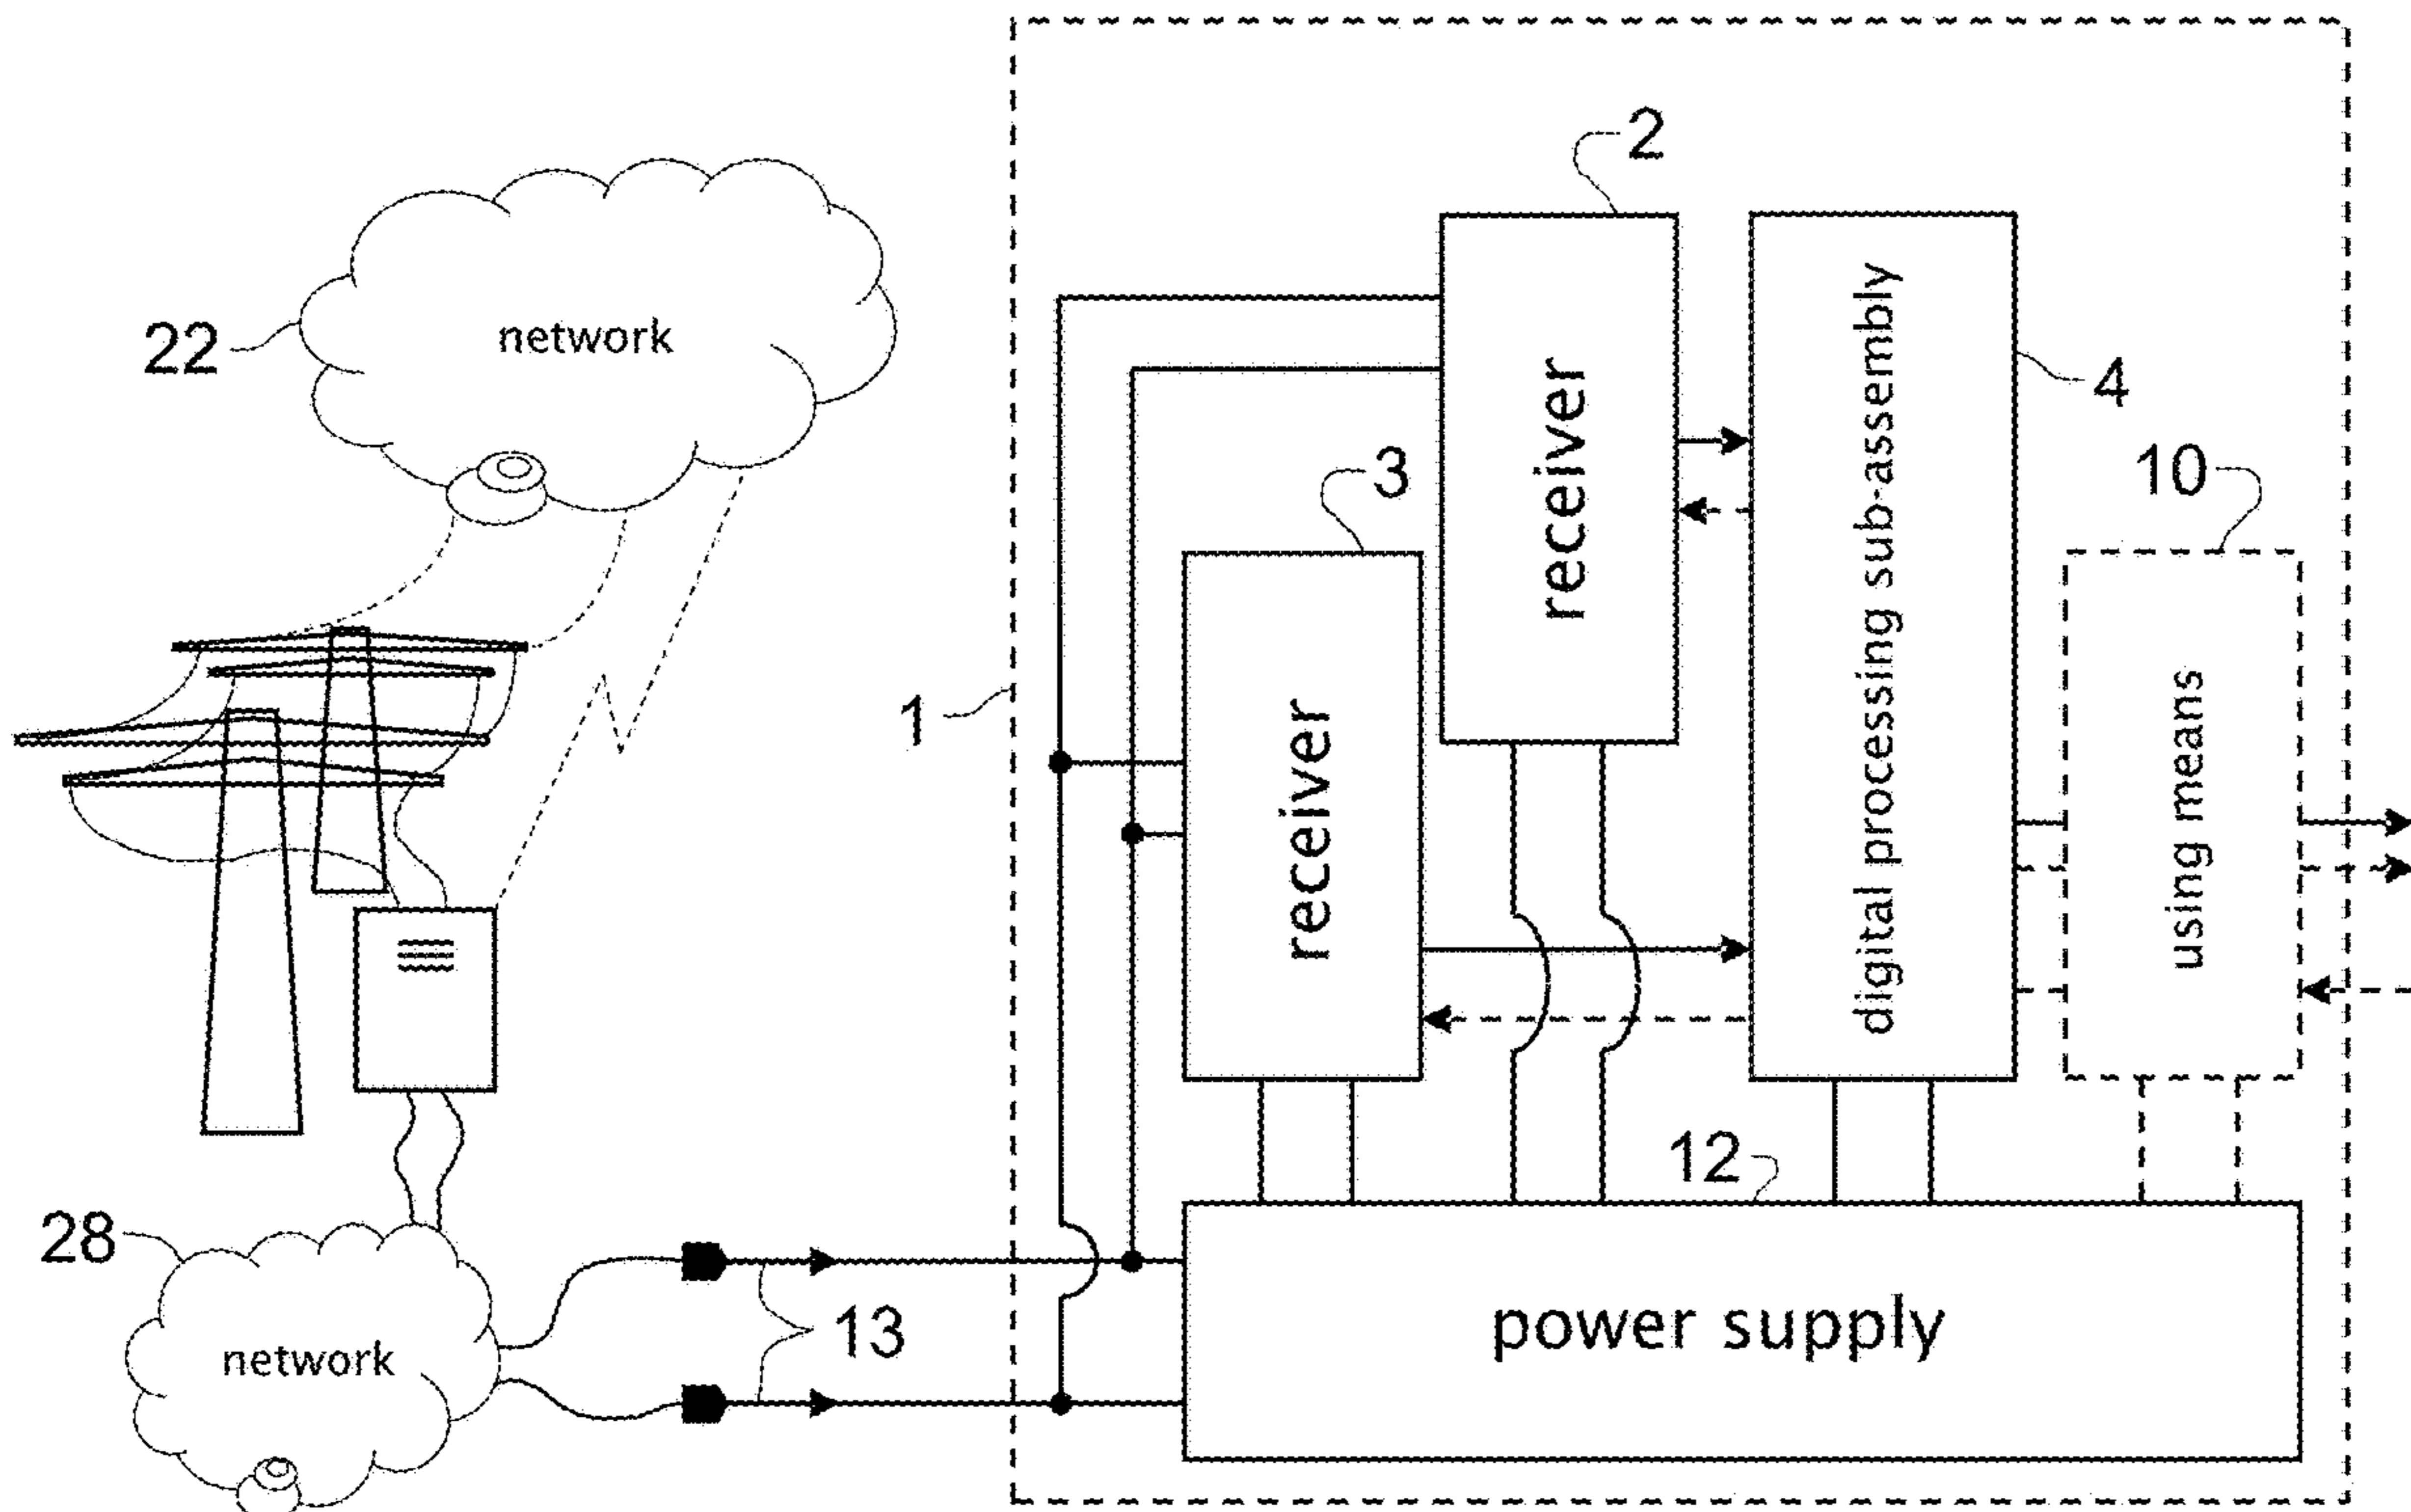 2
network
22
receiver
digital processing sub-assembly
4
3
10
1
receiver
using means
12
28
13
network
power supply